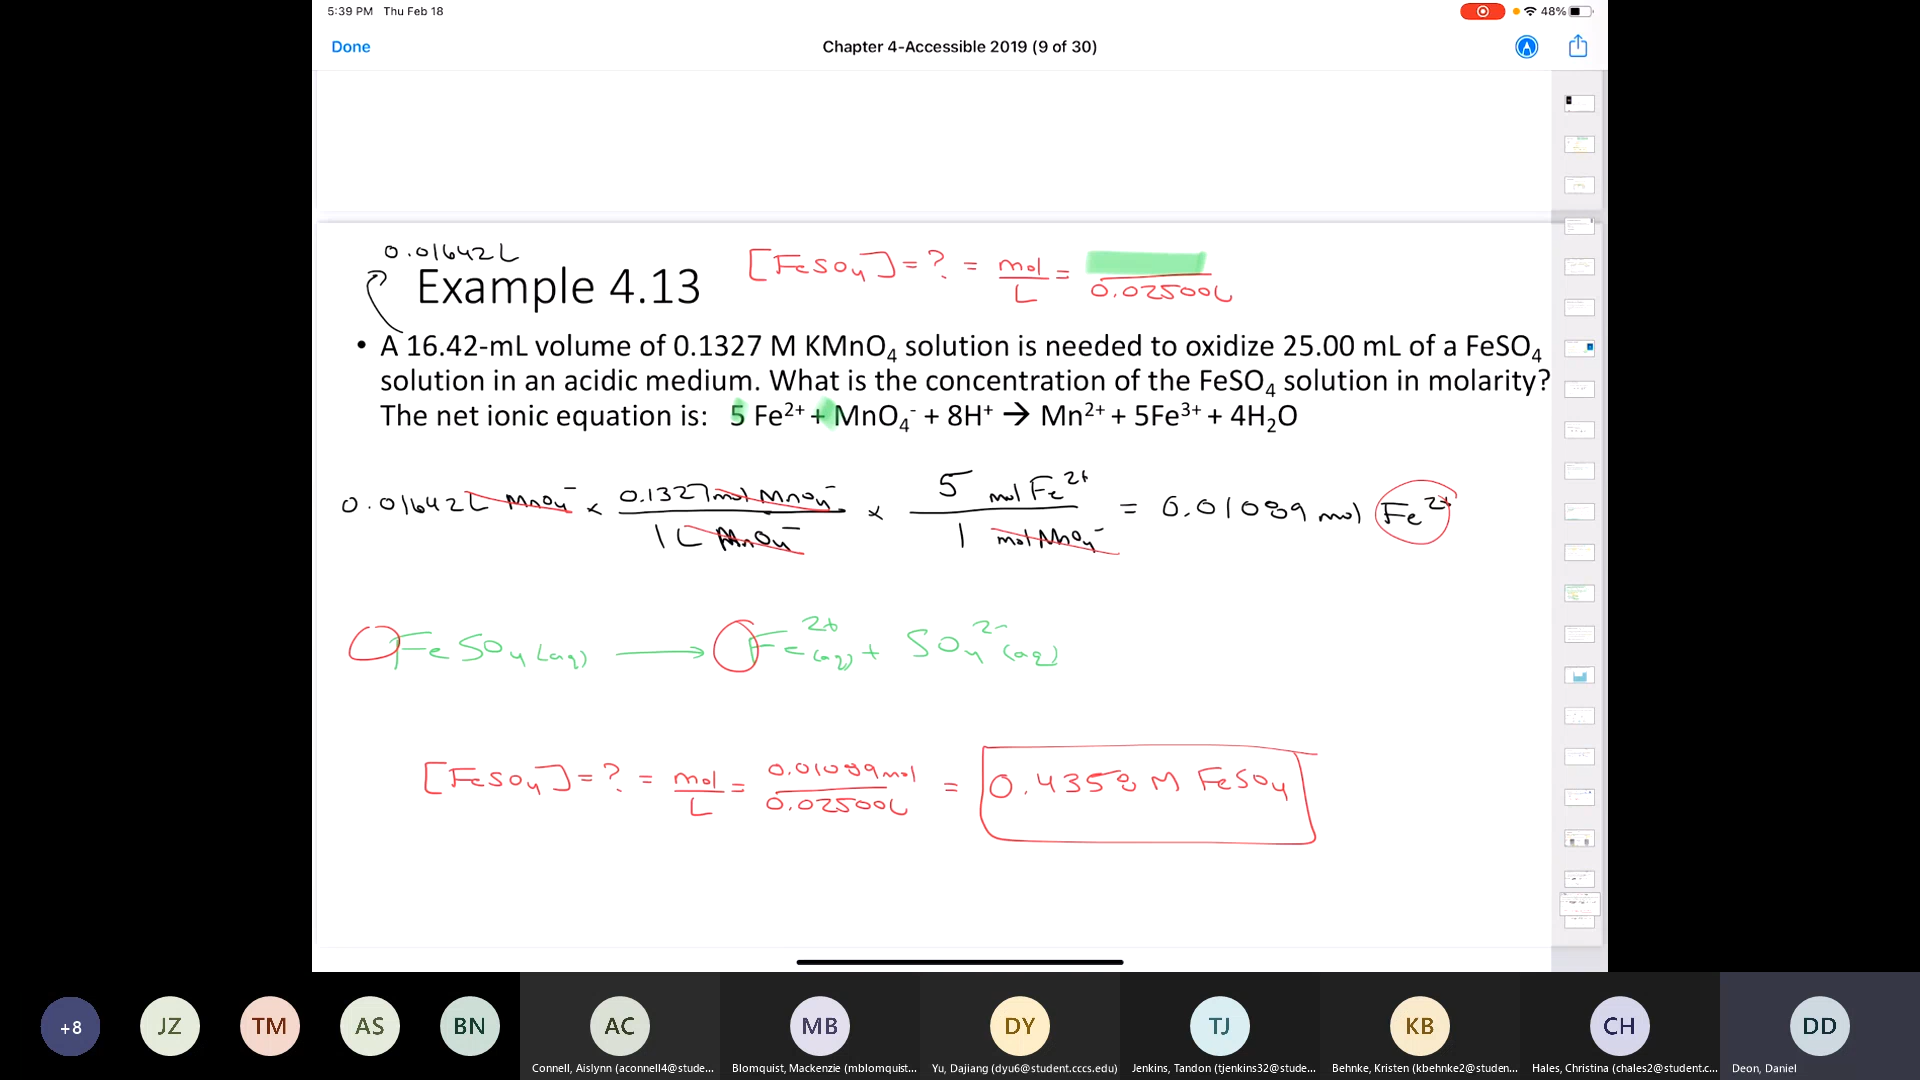 5:39 PM Thu Feb 18
48%
Done
Chapter 4-Accessible 2019 (9 of 30)
0.01642L
[FeSO₄] = ? = mol/L = /0.02500L
Example 4.13
• A 16.42-mL volume of 0.1327 M KMnO₄ solution is needed to oxidize 25.00 mL of a FeSO₄
solution in an acidic medium. What is the concentration of the FeSO₄ solution in molarity?
The net ionic equation is: 5 Fe²⁺ + MnO₄⁻ + 8H⁺ → Mn²⁺ + 5Fe³⁺ + 4H₂O
0.01642L MnO₄⁻ × 0.1327 mol MnO₄⁻/1 L MnO₄⁻ × 5 mol Fe²⁺/1 mol MnO₄⁻ = 0.01089 mol Fe²⁺
FeSO₄(aq) → Fe²⁺(aq) + SO₄²⁻(aq)
[FeSO₄] = ? = mol/L = 0.01089 mol/0.02500L = 0.4358 M FeSO₄
+8 JZ TM AS BN AC MB DY TJ KB CH DD
Connell, Aislynn (aconnell4@stude... Blomquist, Mackenzie (mblomquist... Yu, Dajiang (dyu6@student.cccs.edu) Jenkins, Tandon (tjenkins32@stude... Behnke, Kristen (kbehnke2@studen... Hales, Christina (chales2@student.c... Deon, Daniel